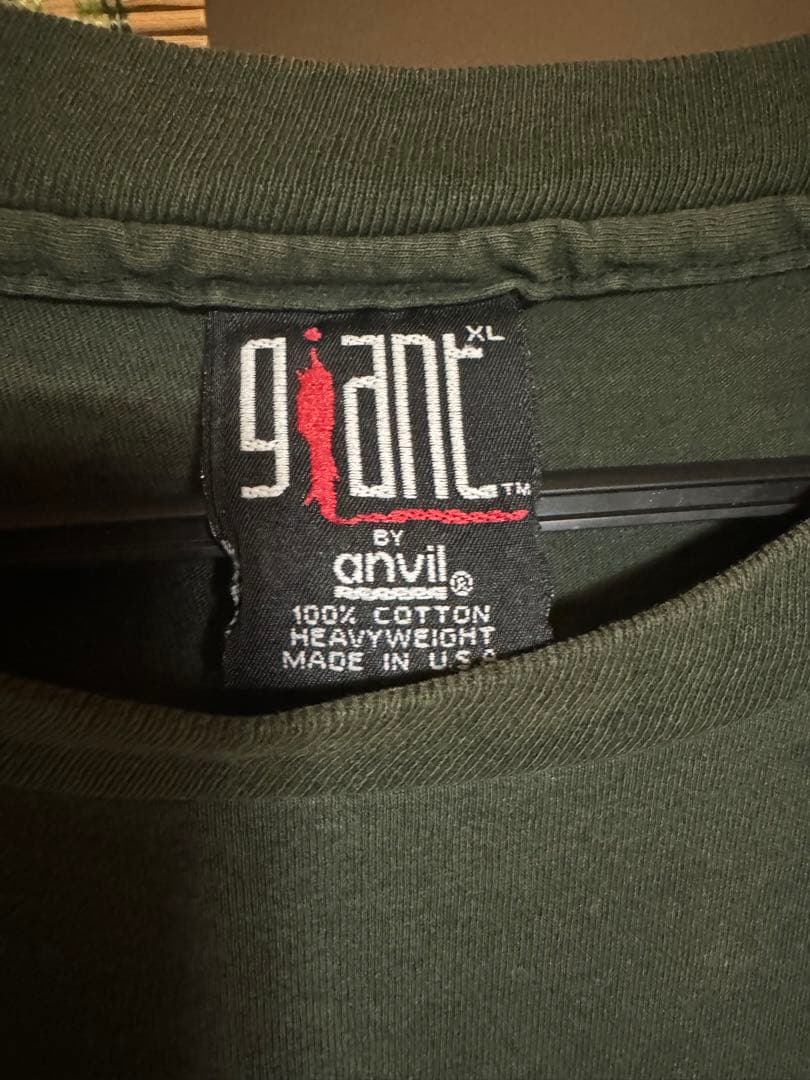 giant XL ™
BY
anvil®
100% COTTON
HEAVYWEIGHT
MADE IN U.S.A